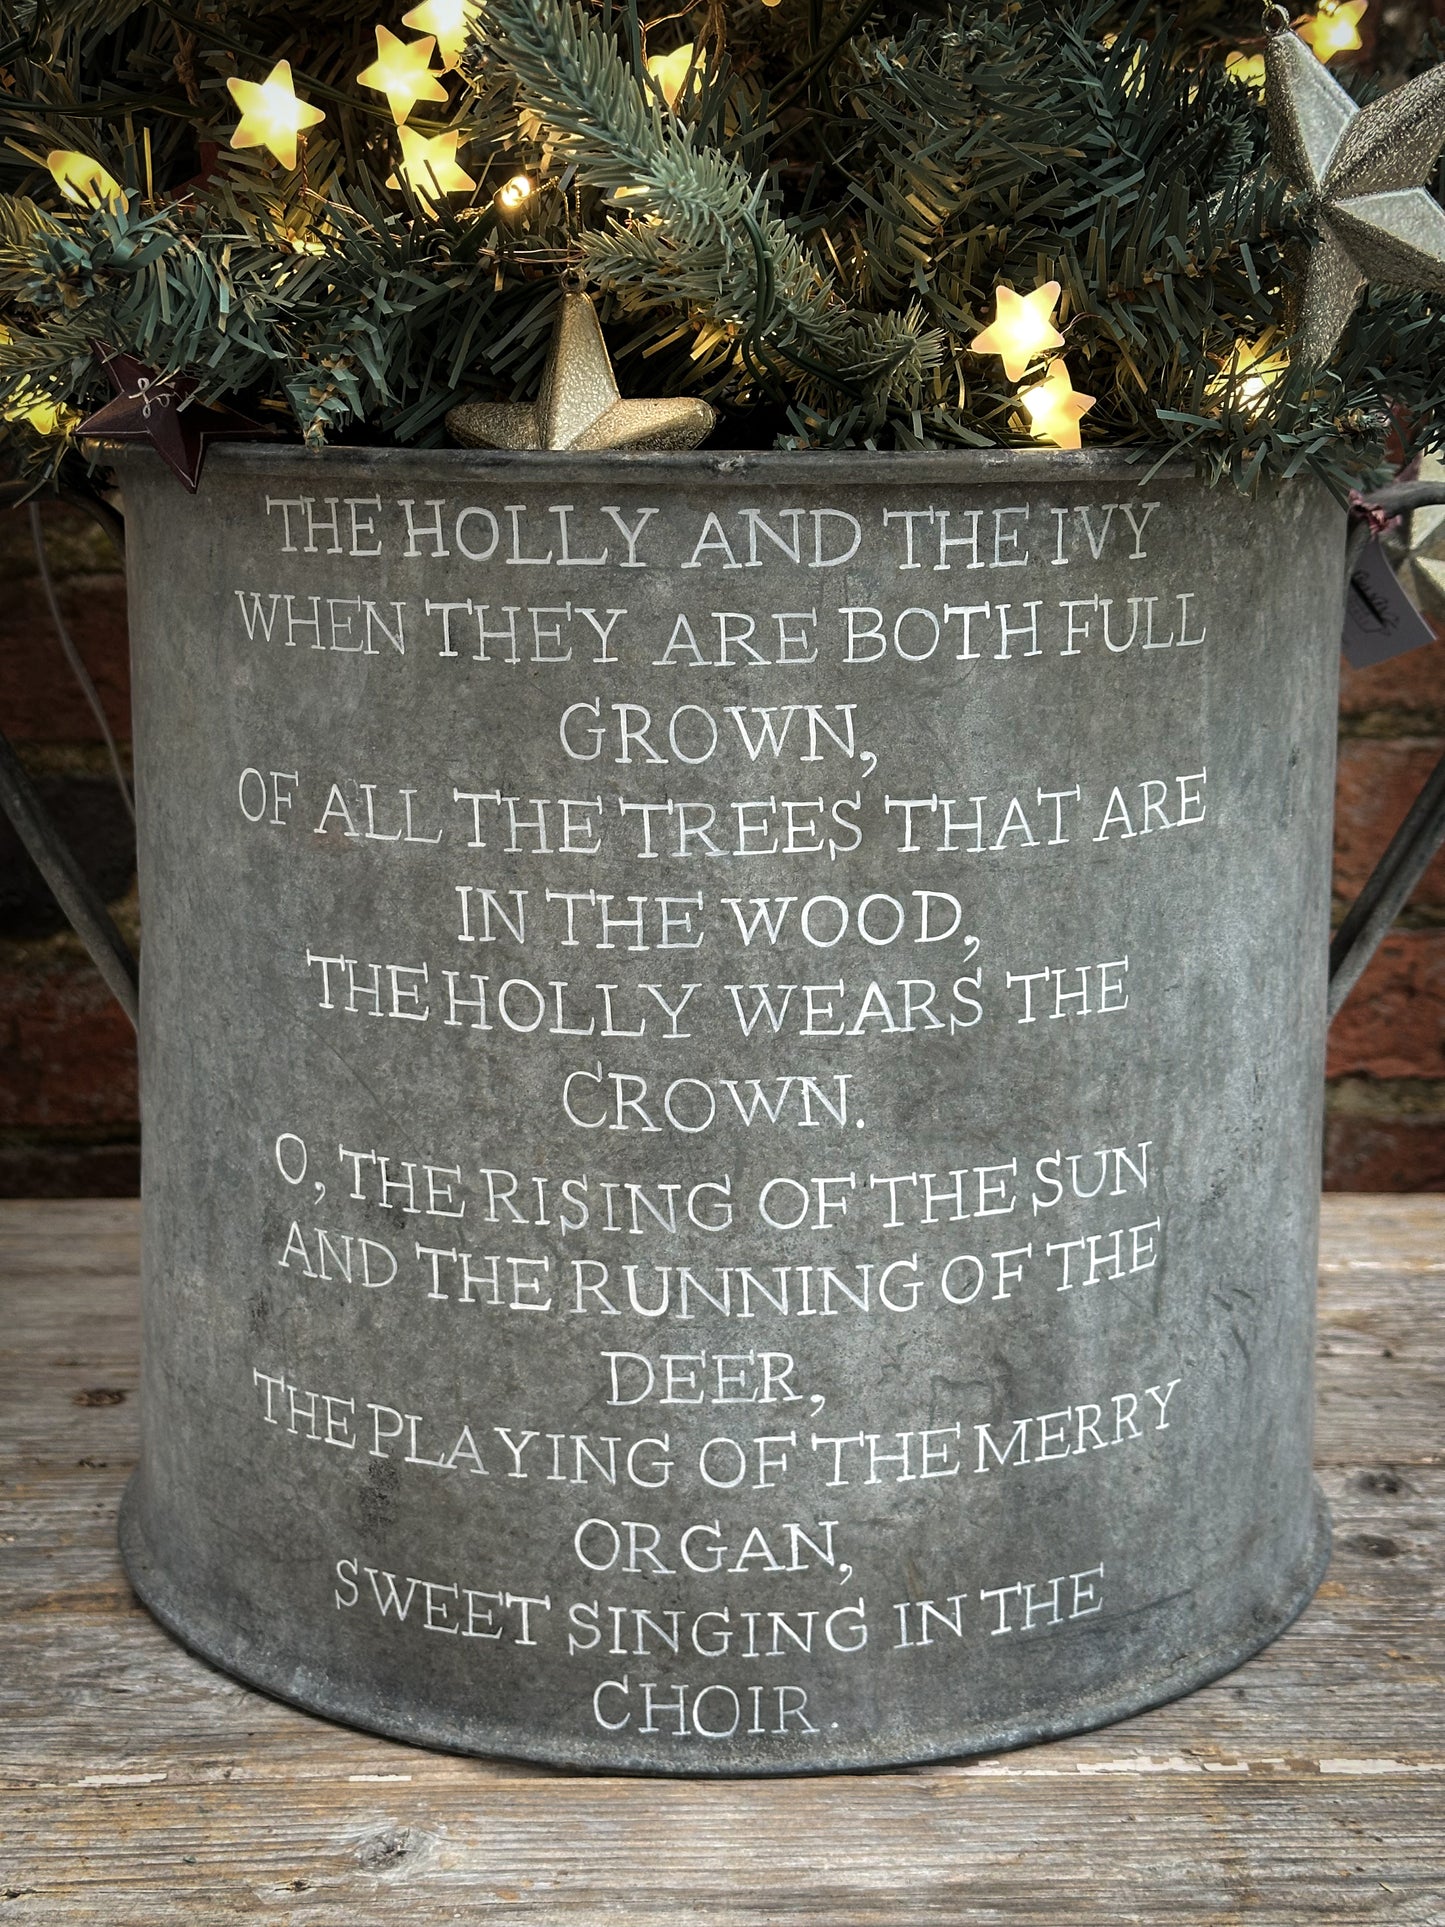 THE HOLLY AND THE IVY
WHEN THEY ARE BOTH FULL
GROWN,
OF ALL THE TREES THAT ARE
IN THE WOOD,
THE HOLLY WEARS THE
CROWN.
O, THE RISING OF THE SUN
AND THE RUNNING OF THE
DEER,
THE PLAYING OF THE MERRY
ORGAN,
SWEET SINGING IN THE
CHOIR.